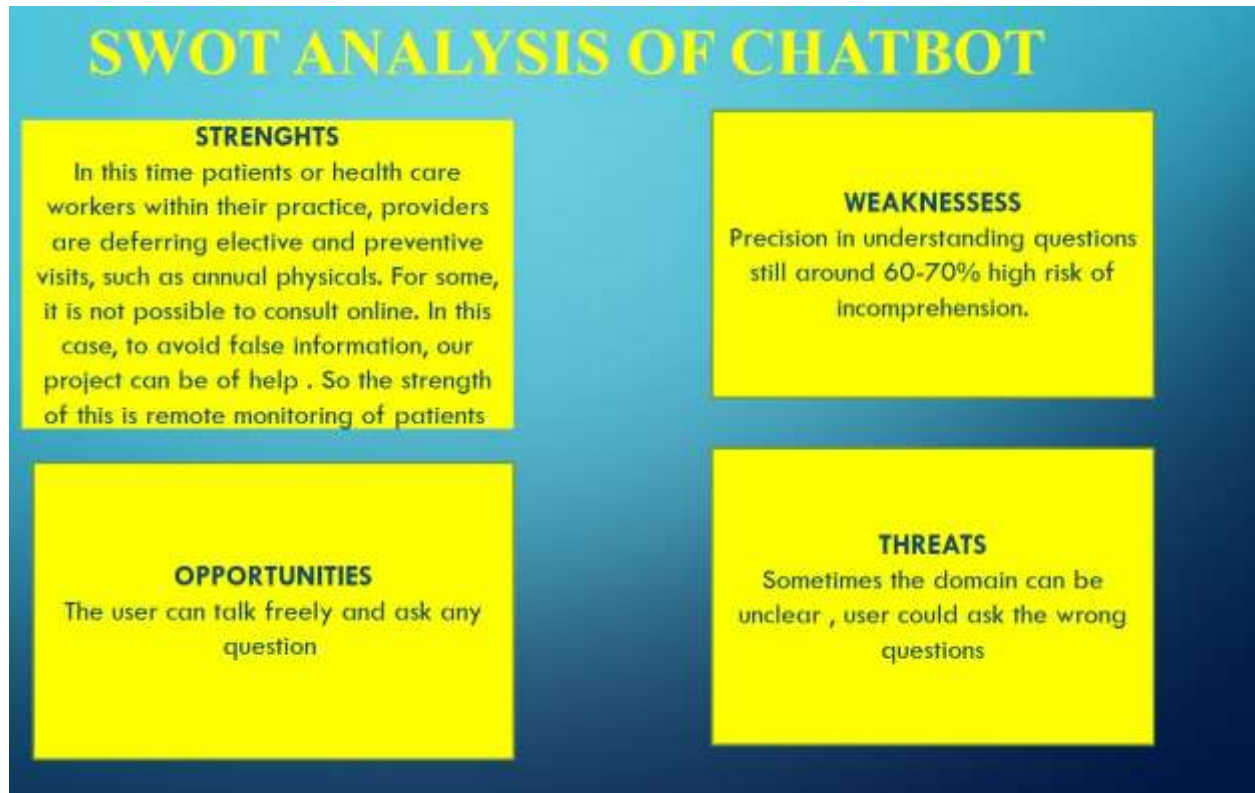 SWOT ANALYSIS OF CHATBOT
STRENGHTS
In this time patients or health care
workers within their practice, providers
are deferring elective and preventive
visits, such as annual physicals. For some,
it is not possible to consult online. In this
case, to avoid false information, our
project can be of help . So the strength
of this is remote monitoring of patients
WEAKNESSESS
Precision in understanding questions
still around 60-70% high risk of
incomprehension.
OPPORTUNITIES
The user can talk freely and ask any
question
THREATS
Sometimes the domain can be
unclear , user could ask the wrong
questions